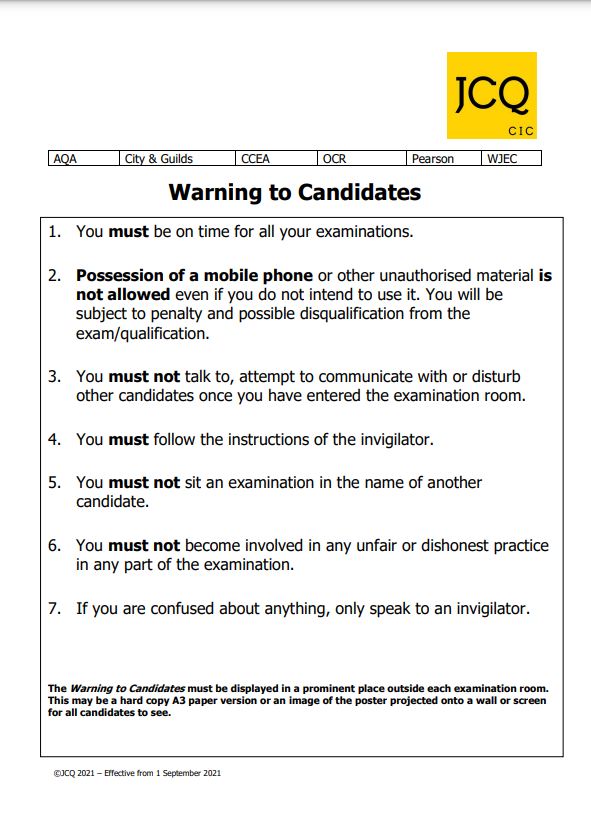 JCQ
CIC
AQA City & Guilds CCEA OCR Pearson WJEC
Warning to Candidates
1. You must be on time for all your examinations.
2. Possession of a mobile phone or other unauthorised material is
not allowed even if you do not intend to use it. You will be
subject to penalty and possible disqualification from the
exam/qualification.
3. You must not talk to, attempt to communicate with or disturb
other candidates once you have entered the examination room.
4. You must follow the instructions of the invigilator.
5. You must not sit an examination in the name of another
candidate.
6. You must not become involved in any unfair or dishonest practice
in any part of the examination.
7. If you are confused about anything, only speak to an invigilator.
The Warning to Candidates must be displayed in a prominent place outside each examination room.
This may be a hard copy A3 paper version or an image of the poster projected onto a wall or screen
for all candidates to see.
©JCQ 2021 – Effective from 1 September 2021